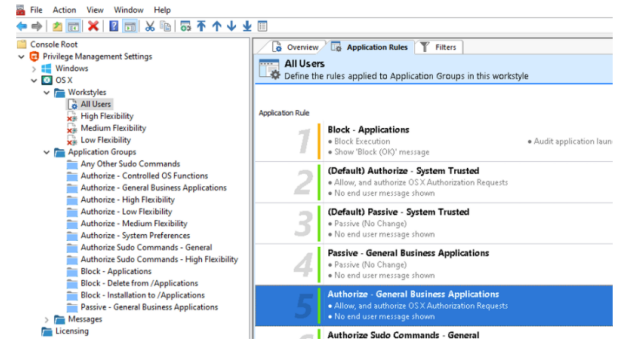 File Action View Window Help
Console Root
Privilege Management Settings
Windows
OS X
Workstyles
All Users
High Flexibility
Medium Flexibility
Low Flexibility
Application Groups
Any Other Sudo Commands
Authorize - Controlled OS Functions
Authorize - General Business Applications
Authorize - High Flexibility
Authorize - Low Flexibility
Authorize - Medium Flexibility
Authorize - System Preferences
Authorize Sudo Commands - General
Authorize Sudo Commands - High Flexibility
Block - Applications
Block - Delete from /Applications
Block - Installation to /Applications
Passive - General Business Applications
Messages
Licensing
Overview Application Rules Filters
All Users
Define the rules applied to Application Groups in this workstyle
Application Rule
1 Block - Applications
• Block Execution • Audit application laun
• Show 'Block (OK)' message
2 (Default) Authorize - System Trusted
• Allow, and authorize OS X Authorization Requests
• No end user message shown
3 (Default) Passive - System Trusted
• Passive (No Change)
• No end user message shown
4 Passive - General Business Applications
• Passive (No Change)
• No end user message shown
5 Authorize - General Business Applications
• Allow, and authorize OS X Authorization Requests
• No end user message shown
Authorize Sudo Commands - General